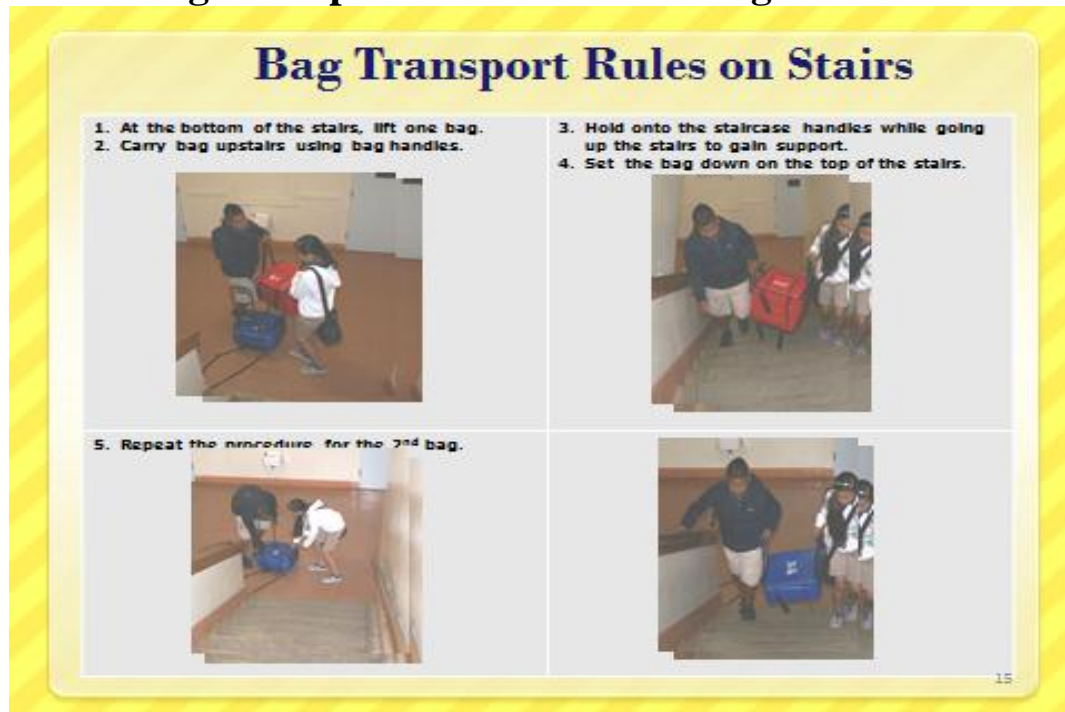 Bag Transport Rules on Stairs
1. At the bottom of the stairs, lift one bag.
2. Carry bag upstairs using bag handles.
3. Hold onto the staircase handles while going
up the stairs to gain support.
4. Set the bag down on the top of the stairs.
5. Repeat the procedure for the 2nd bag.
15